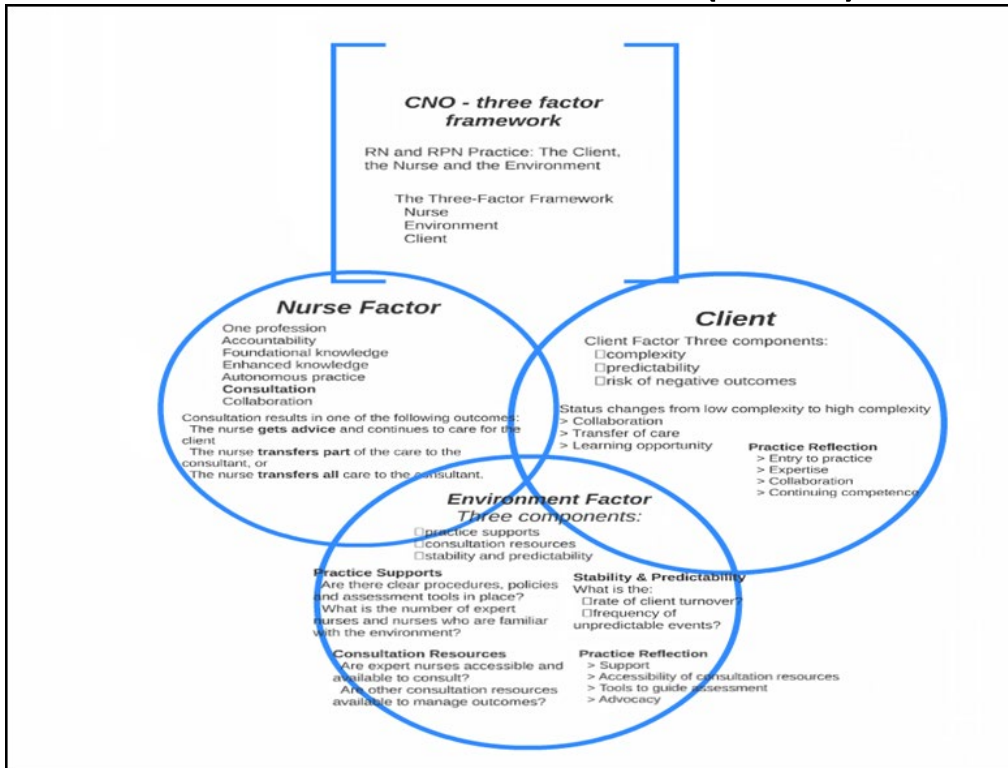 CNO - three factor
framework
RN and RPN Practice: The Client,
the Nurse and the Environment
The Three-Factor Framework
Nurse
Environment
Client
Nurse Factor
One profession
Accountability
Foundational knowledge
Enhanced knowledge
Autonomous practice
Consultation
Collaboration
Consultation results in one of the following outcomes:
The nurse gets advice and continues to care for the
client
The nurse transfers part of the care to the
consultant, or
The nurse transfers all care to the consultant.
Client
Client Factor Three components:
□complexity
□predictability
□risk of negative outcomes
Status changes from low complexity to high complexity
> Collaboration
> Transfer of care
> Learning opportunity
Practice Reflection
> Entry to practice
> Expertise
> Collaboration
> Continuing competence
Environment Factor
Three components:
□practice supports
□consultation resources
□stability and predictability
Practice Supports
Are there clear procedures, policies
and assessment tools in place?
What is the number of expert
nurses and nurses who are familiar
with the environment?
Stability & Predictability
What is the:
□rate of client turnover?
□frequency of
unpredictable events?
Consultation Resources
Are expert nurses accessible and
available to consult?
Are other consultation resources
available to manage outcomes?
Practice Reflection
> Support
> Accessibility of consultation resources
> Tools to guide assessment
> Advocacy